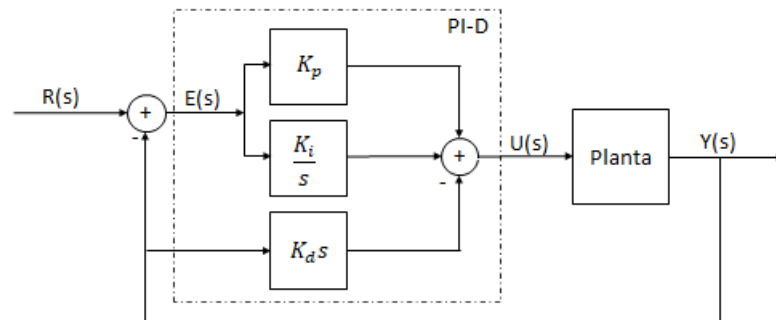 PI-D
K_p
R(s)
+
E(s)
-
K_i
s
+
U(s)
Planta
Y(s)
-
K_d s